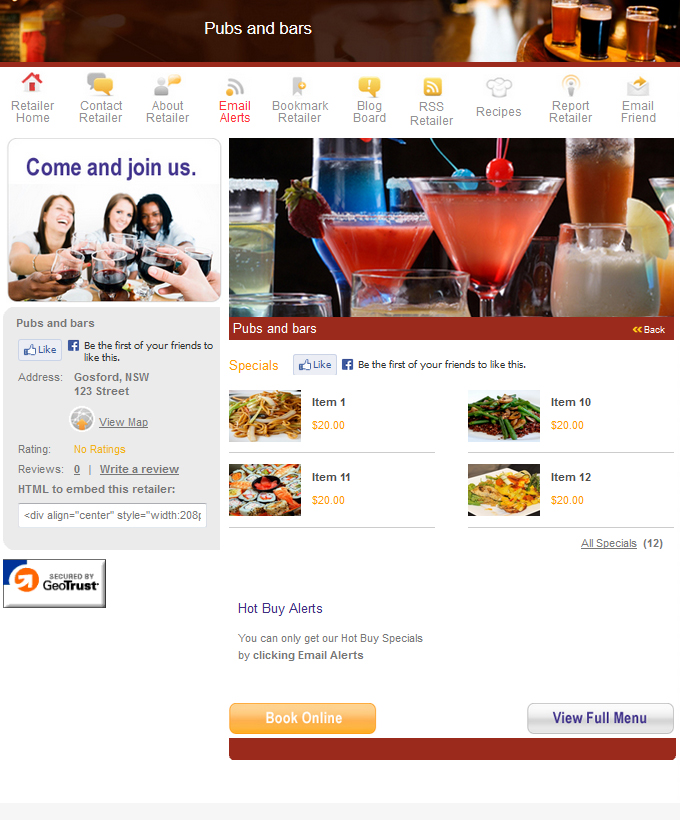 Pubs and bars
Retailer Home
Contact Retailer
About Retailer
Email Alerts
Bookmark Retailer
Blog Board
RSS Retailer
Recipes
Report Retailer
Email Friend
Come and join us.
Pubs and bars
Like
Be the first of your friends to
like this.
Address: Gosford, NSW
123 Street
View Map
Rating: No Ratings
Reviews: 0 | Write a review
HTML to embed this retailer:
<div align="center" style="width:208p
SECURED BY
GeoTrust
Pubs and bars
Back
Specials
Like
Be the first of your friends to like this.
Item 1
$20.00
Item 10
$20.00
Item 11
$20.00
Item 12
$20.00
All Specials (12)
Hot Buy Alerts
You can only get our Hot Buy Specials
by clicking Email Alerts
Book Online
View Full Menu